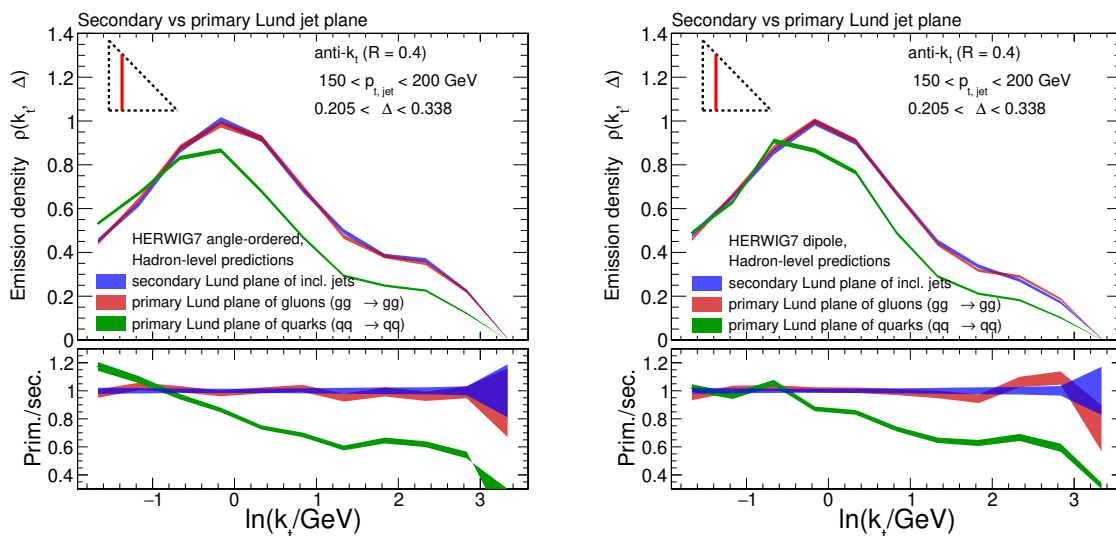 Secondary vs primary Lund jet plane
Emission density ρ(k_t, Δ)
1.4
1.2
1
0.8
0.6
0.4
0.2
0
anti-k_t (R = 0.4)
150 < p_t, jet < 200 GeV
0.205 < Δ < 0.338
HERWIG7 angle-ordered,
Hadron-level predictions
secondary Lund plane of incl. jets
primary Lund plane of gluons (gg → gg)
primary Lund plane of quarks (qq → qq)
Prim./sec.
1.2
1
0.8
0.6
0.4
−1 0 1 2 3
ln(k_t/GeV)
Secondary vs primary Lund jet plane
Emission density ρ(k_t, Δ)
1.4
1.2
1
0.8
0.6
0.4
0.2
0
anti-k_t (R = 0.4)
150 < p_t, jet < 200 GeV
0.205 < Δ < 0.338
HERWIG7 dipole,
Hadron-level predictions
secondary Lund plane of incl. jets
primary Lund plane of gluons (gg → gg)
primary Lund plane of quarks (qq → qq)
Prim./sec.
1.2
1
0.8
0.6
0.4
−1 0 1 2 3
ln(k_t/GeV)